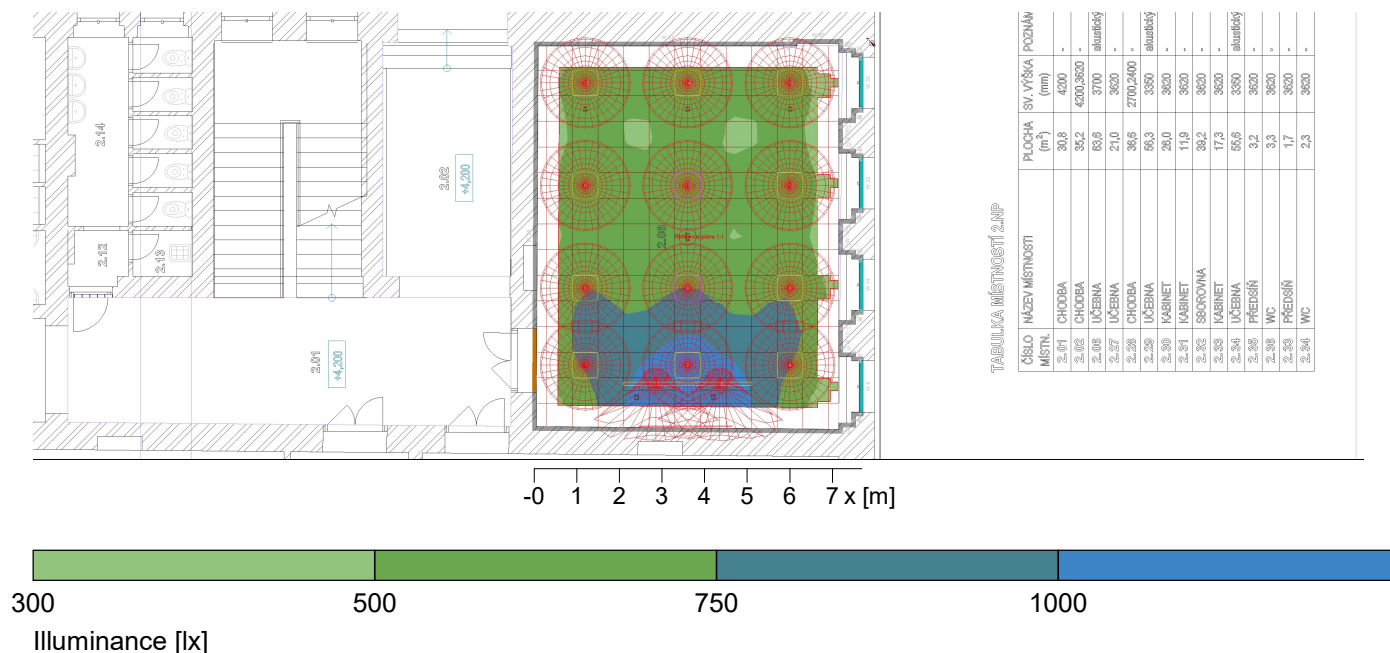 2.14
2.12
2.13
2.02
+4,200
2.01
+4,200
2.06
TABULKA MÍSTNOSTÍ 2.NP
ČÍSLO MÍSTN. NÁZEV MÍSTNOSTI PLOCHA (m²) SV. VÝŠKA (mm) POZNÁM
2.01 CHODBA 30,8 4200 -
2.02 CHODBA 35,2 4200,3620 -
2.06 UČEBNA 63,6 3700 akustický
2.27 UČEBNA 21,0 3620 -
2.28 CHODBA 36,6 2700,2400 -
2.29 UČEBNA 56,3 3350 akustický
2.30 KABINET 26,0 3620 -
2.31 KABINET 11,9 3620 -
2.32 SBOROVNA 39,2 3620 -
2.33 KABINET 17,3 3620 -
2.34 UČEBNA 55,6 3350 akustický
2.35 PŘEDSÍŇ 3,2 3620 -
2.36 WC 3,3 3620 -
PŘEDSÍŇ 1,7 3620 -
2.34 WC 2,3 3620 -
-0 1 2 3 4 5 6 7 x [m]
300 500 750 1000
Illuminance [lx]